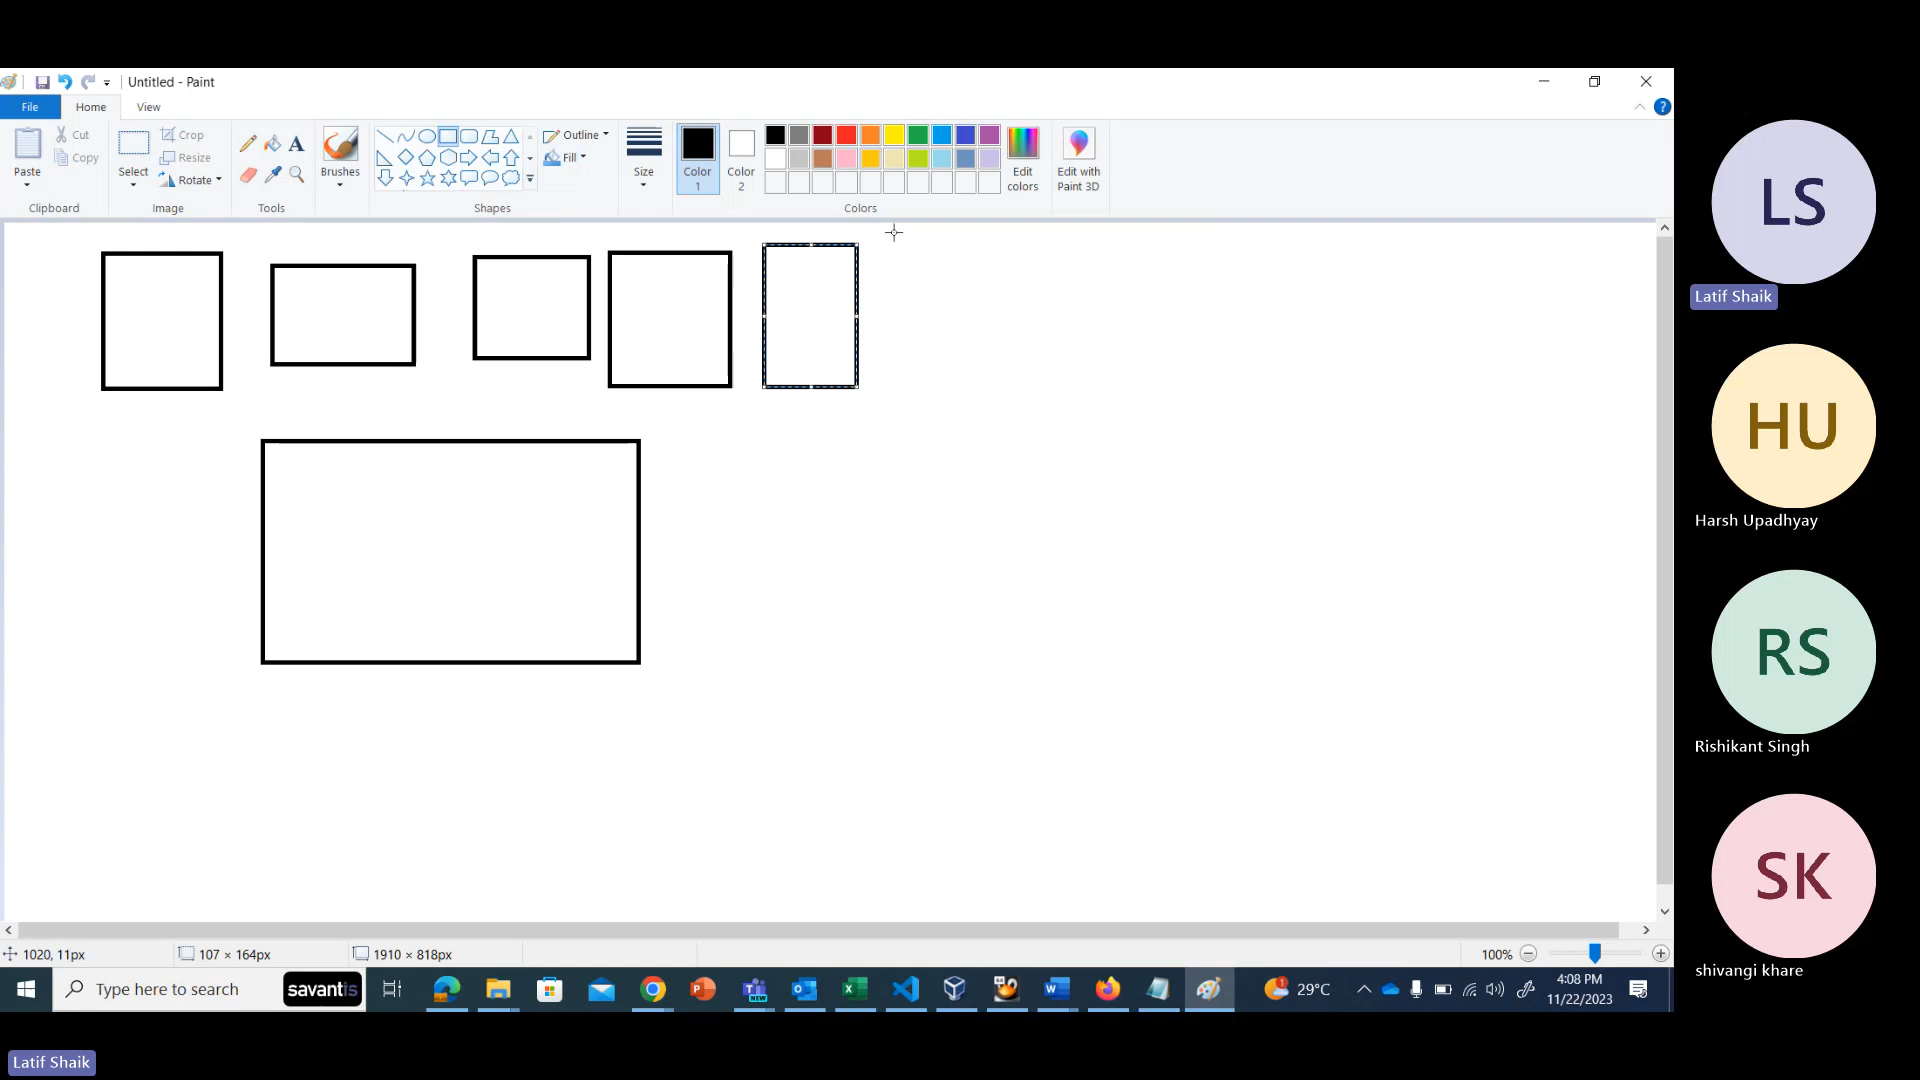 Untitled - Paint
File
Home
View
Paste
Cut
Copy
Clipboard
Select
Crop
Resize
Rotate
Image
A
Tools
Brushes
Shapes
Outline
Fill
Size
Color
1
Color
2
Colors
Edit
colors
Edit with
Paint 3D
?
LS
Latif Shaik
HU
Harsh Upadhyay
RS
Rishikant Singh
SK
shivangi khare
1020, 11px
107 × 164px
1910 × 818px
100%
Type here to search
savantis
NEW
29°C
4:08 PM
11/22/2023
Latif Shaik